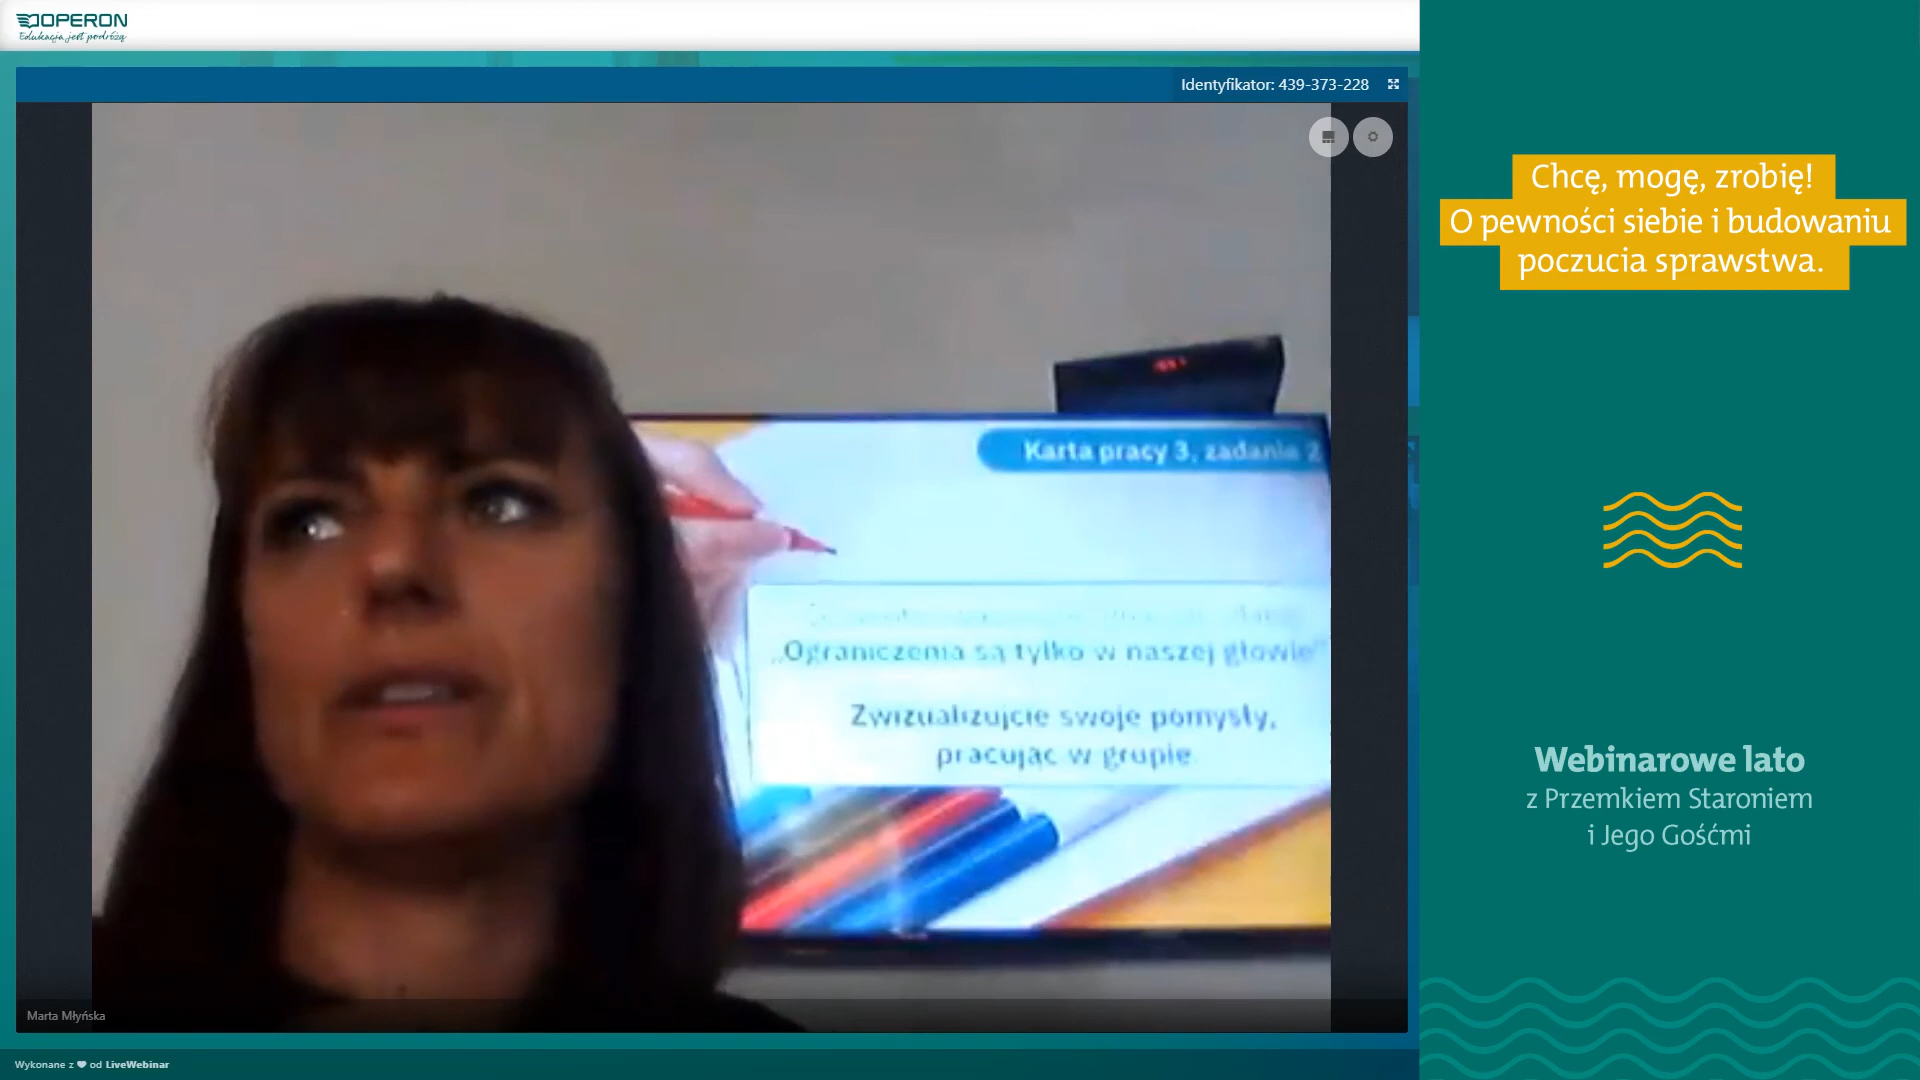 OPERON
Edukacja jest podróżą
Identyfikator: 439-373-228
Karta pracy 3, zadanie 2
„Ograniczenia są tylko w naszej głowie”
Zwizualizujcie swoje pomysły,
pracując w grupie.
Marta Młyńska
Wykonane z ❤ od LiveWebinar
Chcę, mogę, zrobię!
O pewności siebie i budowaniu
poczucia sprawstwa.
Webinarowe lato
z Przemkiem Staroniem
i Jego Gośćmi